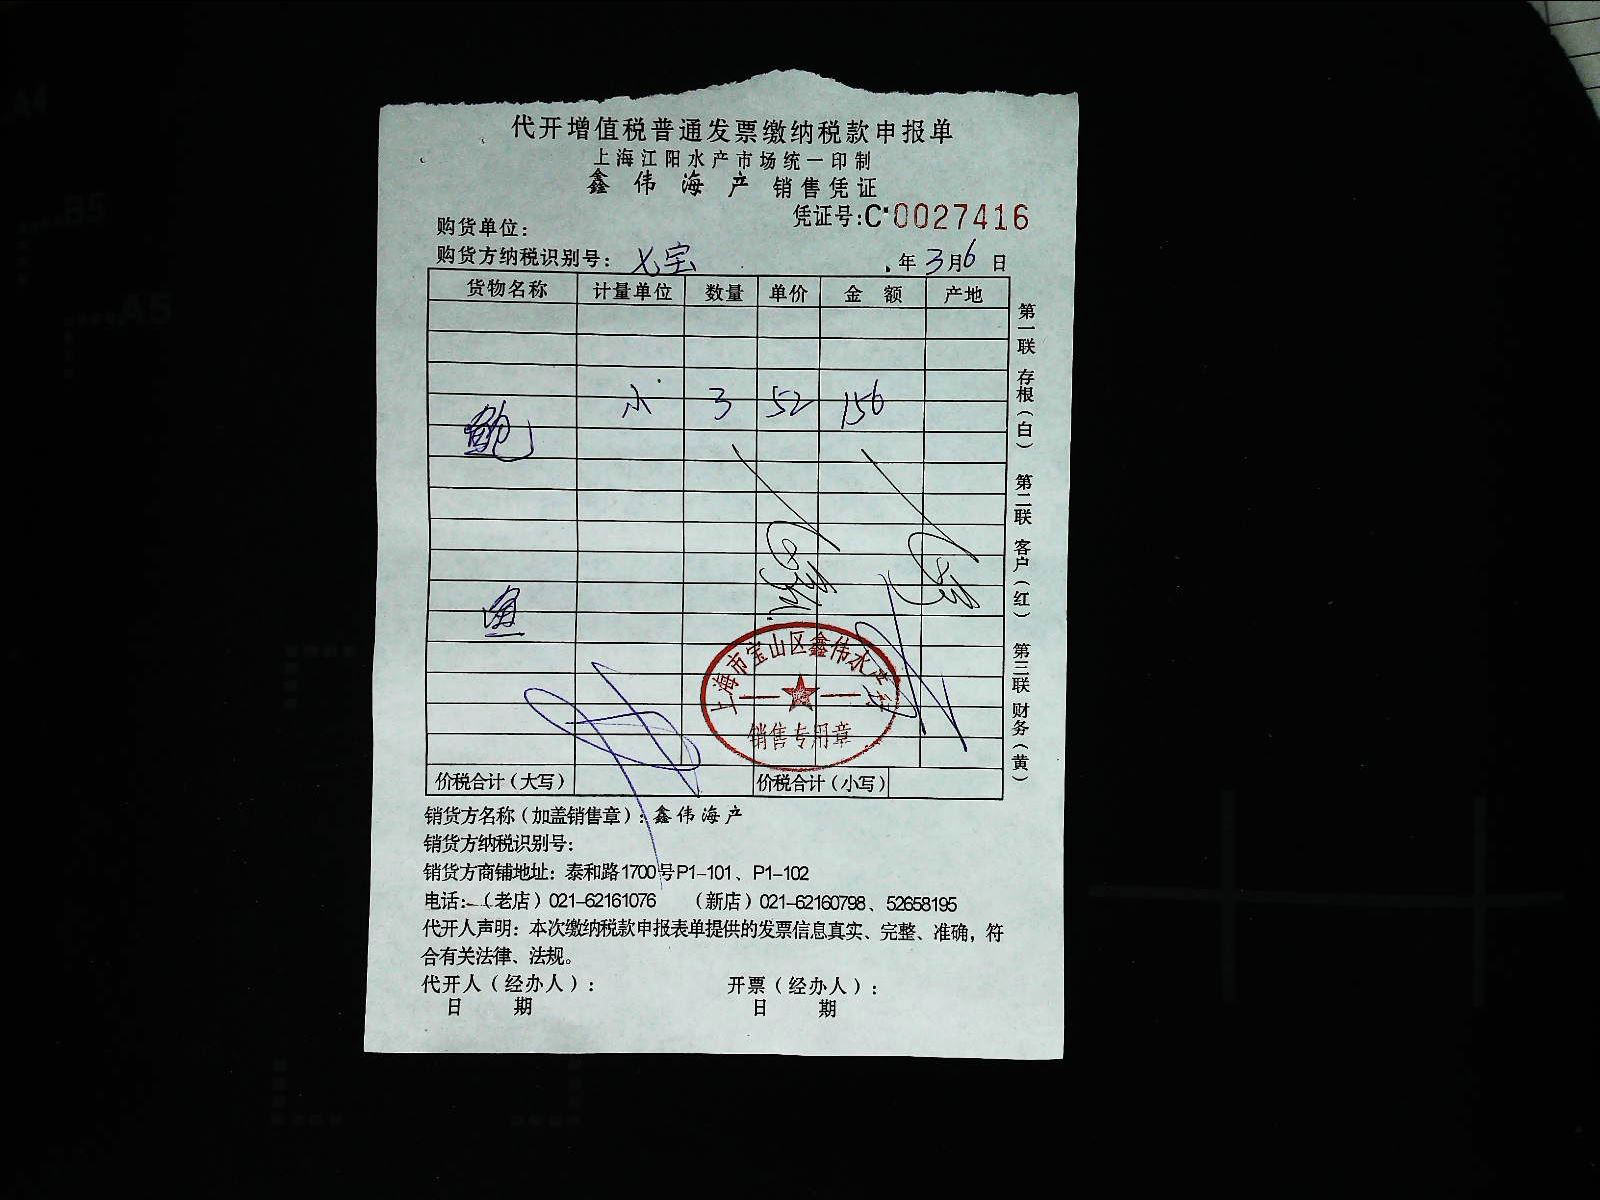 代开增值税普通发票缴纳税款申报单
上海江阳水产市场统一印制
鑫伟海产 销售凭证
凭证号:C·0027416
购货单位:
购货方纳税识别号: 七宝 年 3月6日
货物名称 计量单位 数量 单价 金额 产地
鲍 小 3 52 156
鱼
上海市宝山区鑫伟水产
销售专用章
价税合计(大写) 价税合计(小写)
第一联 存根(白) 第二联 客户(红) 第三联 财务(黄)
销货方名称(加盖销售章):鑫伟海产
销货方纳税识别号:
销货方商铺地址:泰和路1700号P1-101、P1-102
电话:(老店)021-62161076 (新店)021-62160798、52658195
代开人声明:本次缴纳税款申报表单提供的发票信息真实、完整、准确,符
合有关法律、法规。
代开人(经办人): 开票(经办人):
日 期 日 期
A4
B5
A5